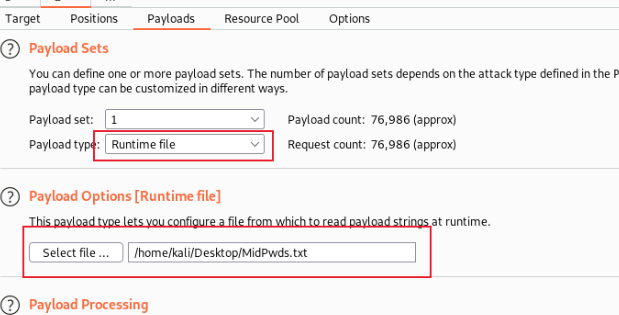 Target Positions Payloads Resource Pool Options
Payload Sets
You can define one or more payload sets. The number of payload sets depends on the attack type defined in the P
payload type can be customized in different ways.
Payload set: 1 Payload count: 76,986 (approx)
Payload type: Runtime file Request count: 76,986 (approx)
Payload Options [Runtime file]
This payload type lets you configure a file from which to read payload strings at runtime.
Select file ... /home/kali/Desktop/MidPwds.txt
Payload Processing